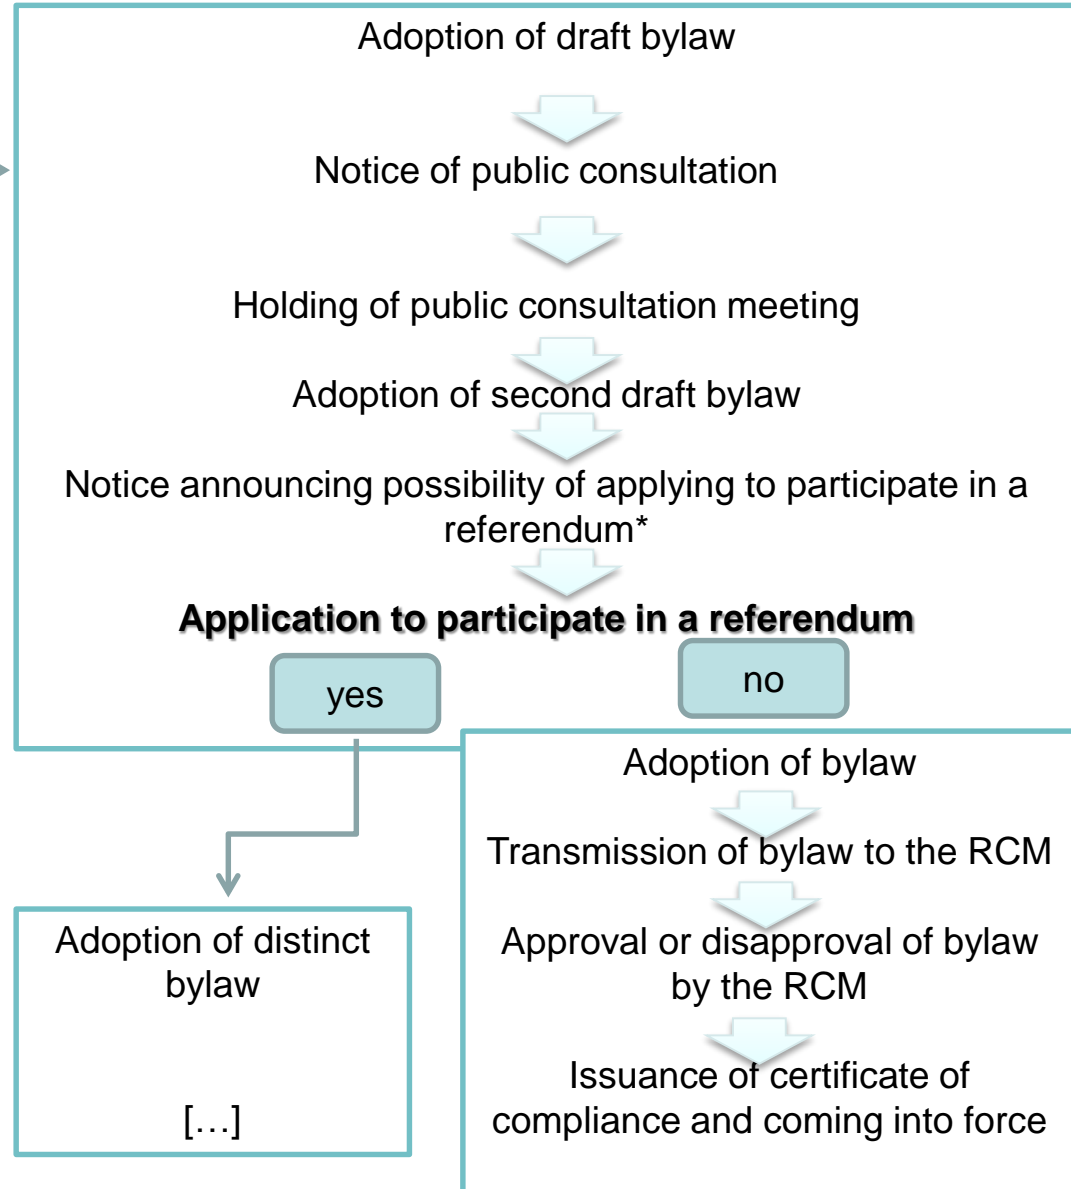 Adoption of draft bylaw
Notice of public consultation
Holding of public consultation meeting
Adoption of second draft bylaw
Notice announcing possibility of applying to participate in a
referendum*
Application to participate in a referendum
yes
no
Adoption of bylaw
Transmission of bylaw to the RCM
Approval or disapproval of bylaw
by the RCM
Issuance of certificate of
compliance and coming into force
Adoption of distinct
bylaw
[…]